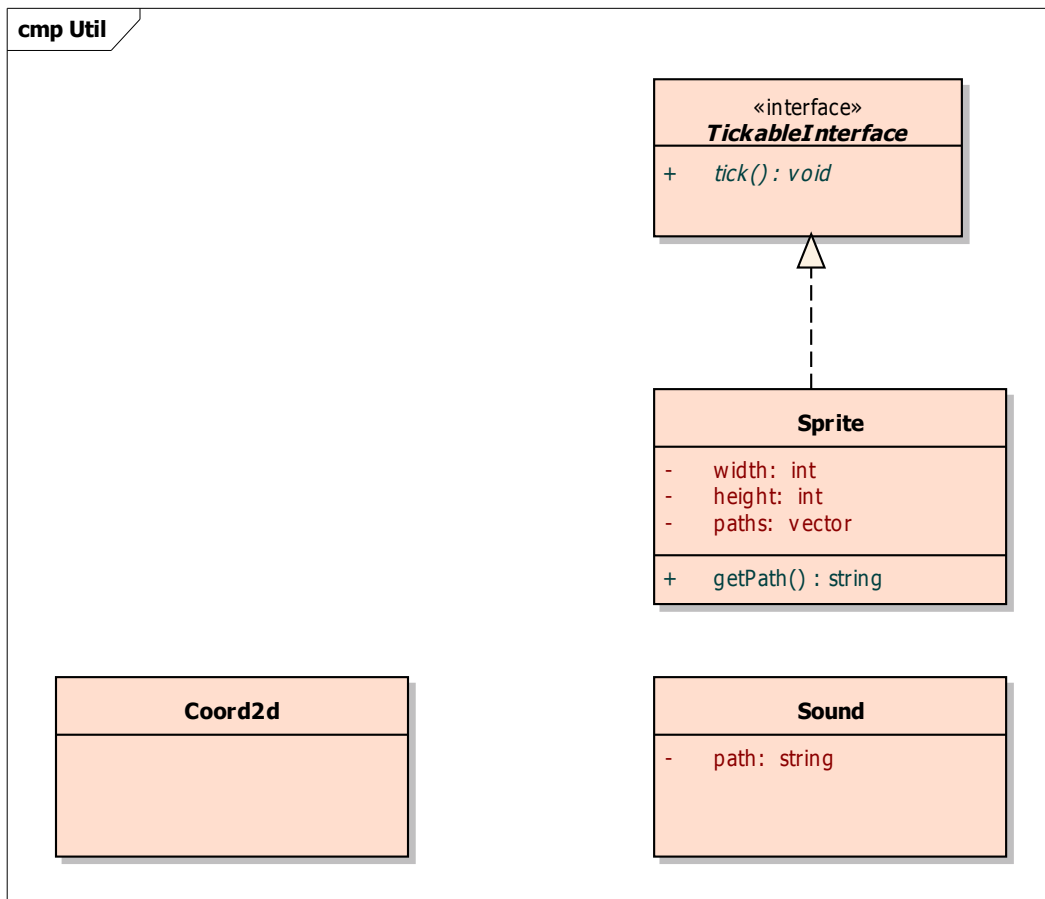 cmp Util
«interface»
TickableInterface
+ tick() : void
Sprite
- width: int
- height: int
- paths: vector
+ getPath() : string
Coord2d
Sound
- path: string